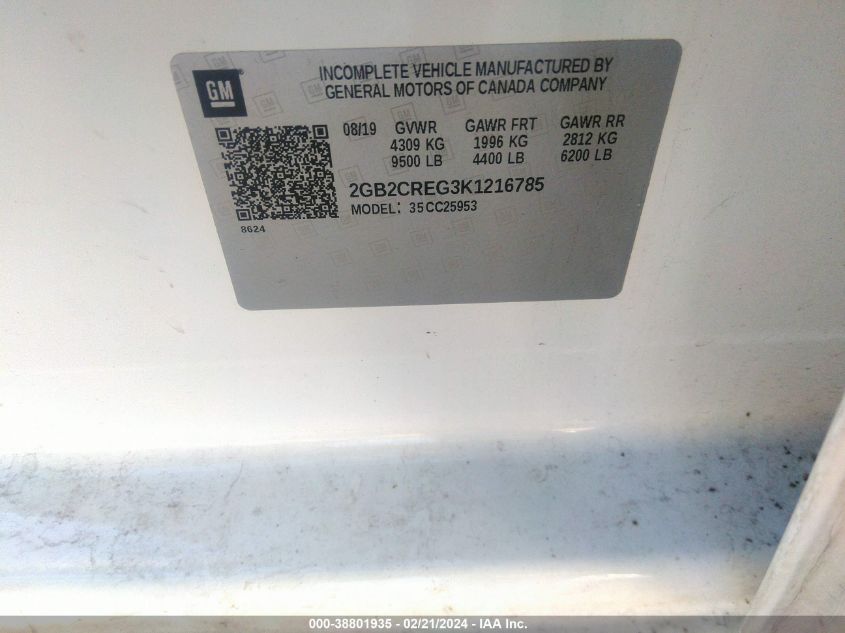 GM
INCOMPLETE VEHICLE MANUFACTURED BY
GENERAL MOTORS OF CANADA COMPANY
08/19 GVWR GAWR FRT GAWR RR
4309 KG 1996 KG 2812 KG
9500 LB 4400 LB 6200 LB
2GB2CREG3K1216785
MODEL: 35CC25953
8624
000-38801935 - 02/21/2024 - IAA Inc.